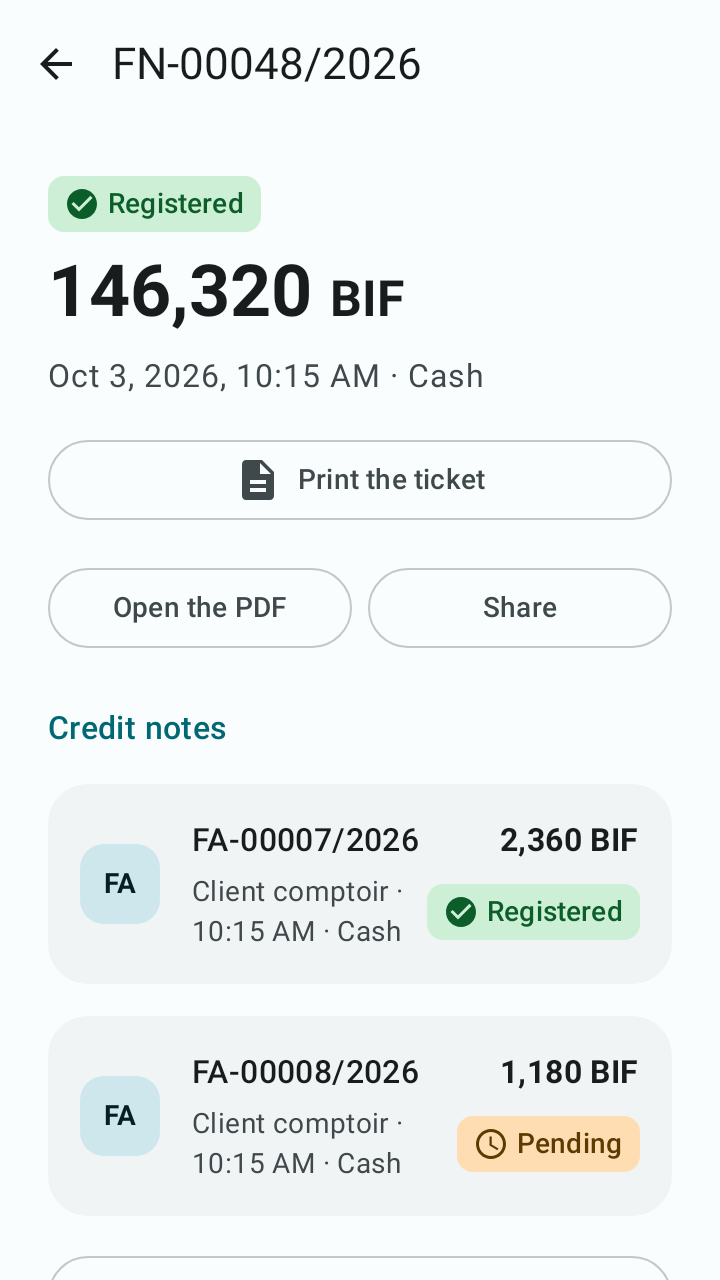 FN-00048/2026
Registered
146,320 BIF
Oct 3, 2026, 10:15 AM · Cash
Print the ticket
Open the PDF
Share
Credit notes
FA
FA-00007/2026
2,360 BIF
Client comptoir ·
10:15 AM · Cash
Registered
FA
FA-00008/2026
1,180 BIF
Client comptoir ·
10:15 AM · Cash
Pending